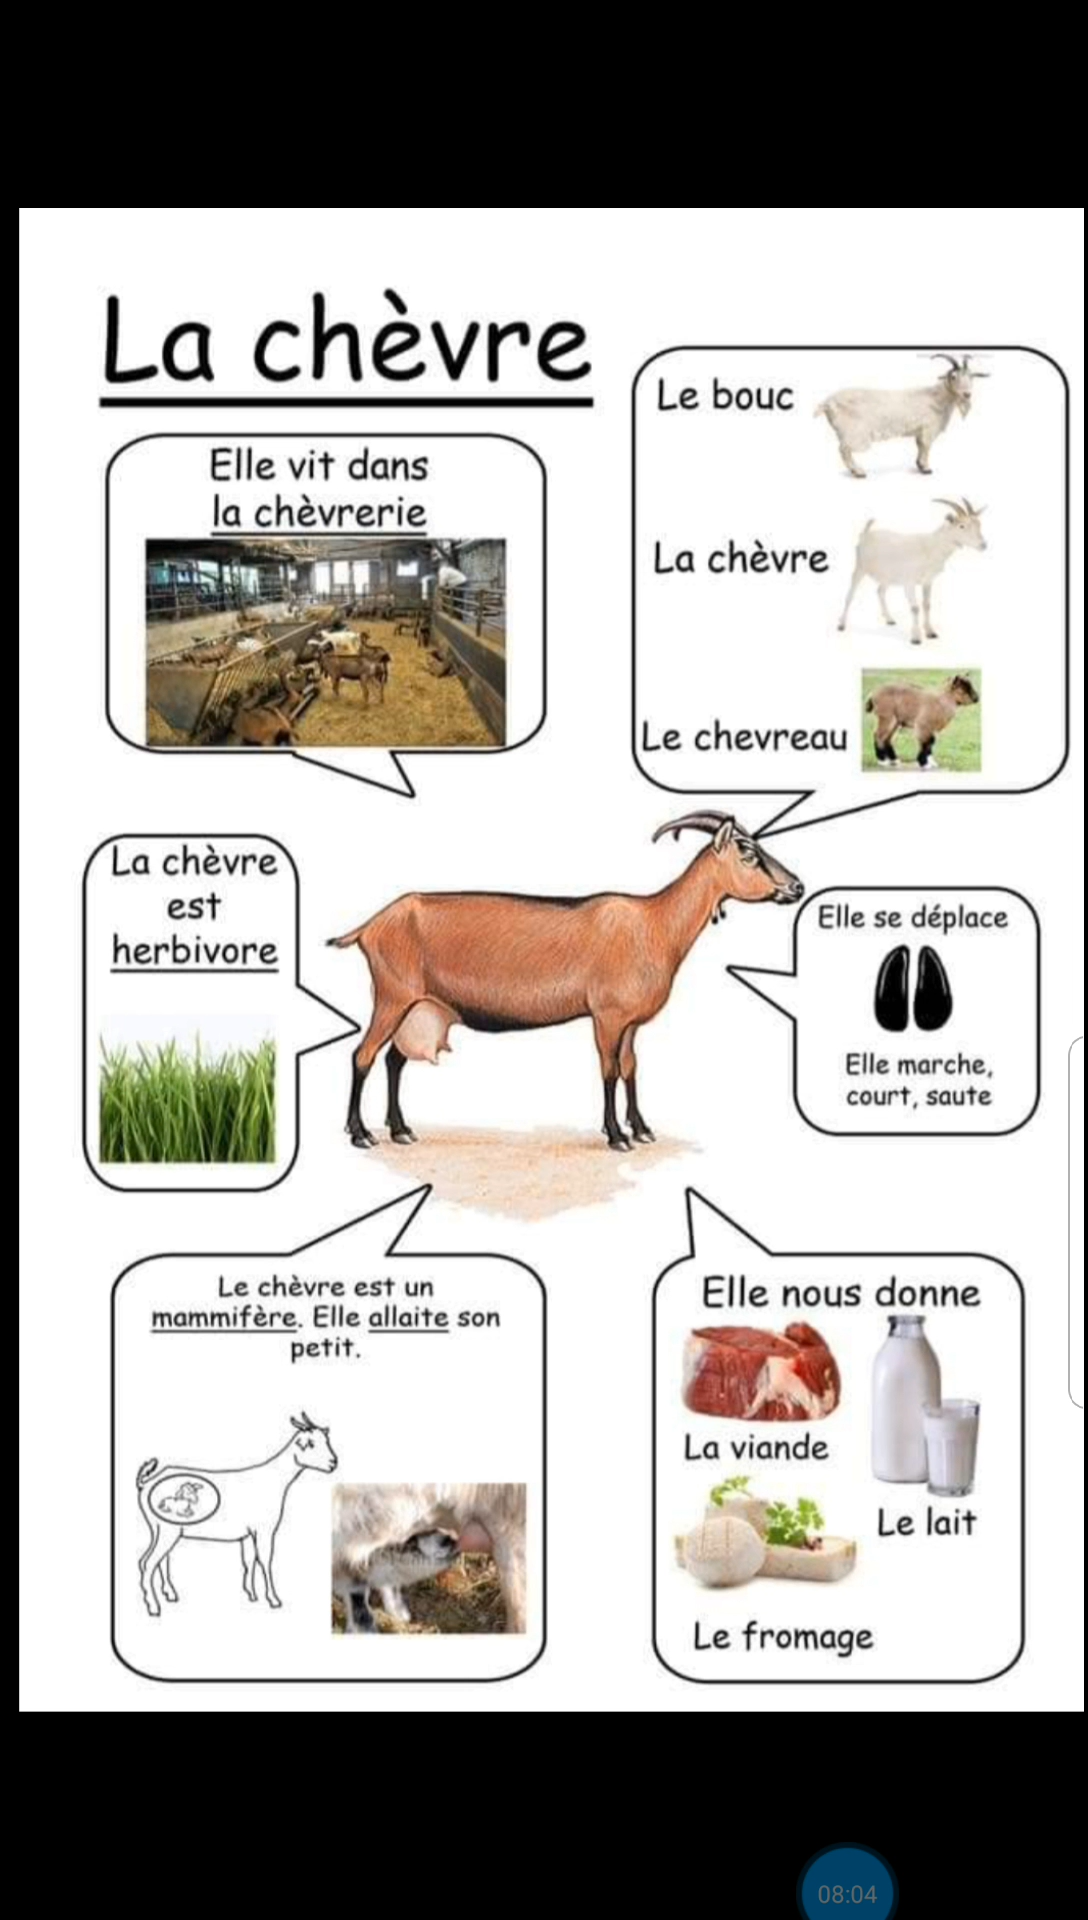 La chèvre
Elle vit dans
la chèvrerie
Le bouc
La chèvre
Le chevreau
La chèvre
est
herbivore
Elle se déplace
Elle marche,
court, saute
Le chèvre est un
mammifère. Elle allaite son
petit.
Elle nous donne
La viande
Le lait
Le fromage
08:04